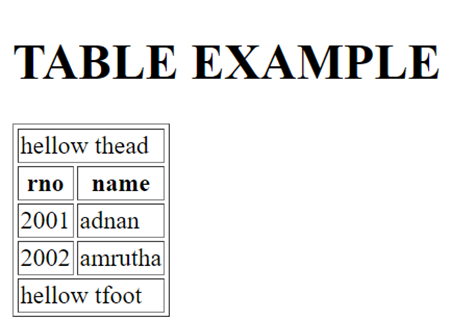 TABLE EXAMPLE
hellow thead
rno name
2001 adnan
2002 amrutha
hellow tfoot